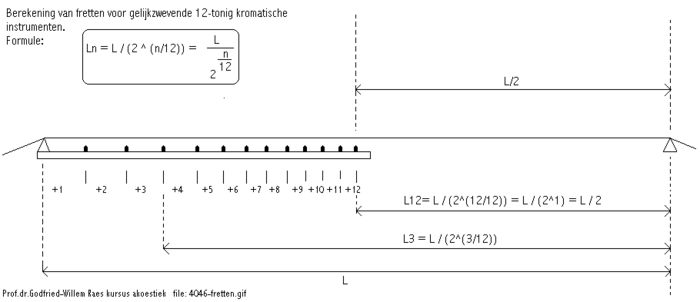 Berekening van fretten voor gelijkzwevende 12-tonig kromatische
instrumenten.
Formule:
Ln = L / (2 ^ (n/12)) = L / 2^(n/12)
L/2
+1 +2 +3 +4 +5 +6 +7 +8 +9 +10 +11 +12
L12= L / (2^(12/12)) = L / (2^1) = L / 2
L3 = L / (2^(3/12))
L
Prof.dr.Godfried-Willem Raes kursus akoestiek file: 4046-fretten.gif